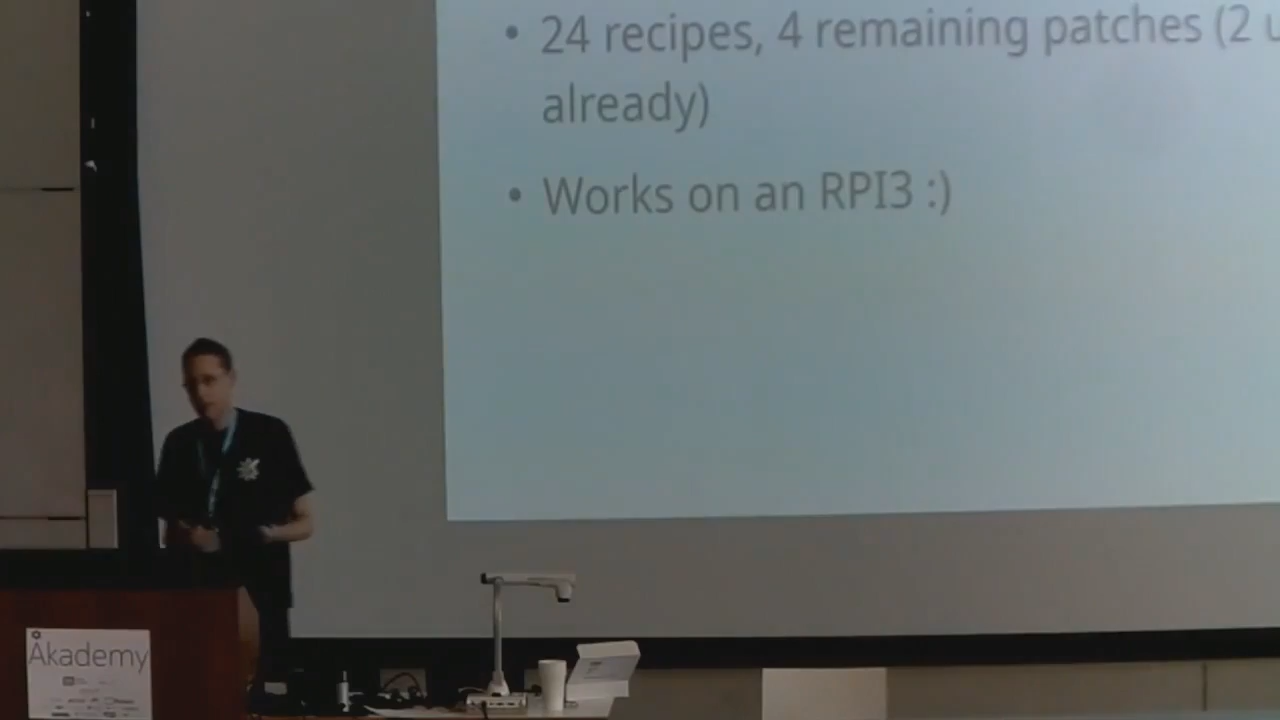 • 24 recipes, 4 remaining patches (2
already)
• Works on an RPI3 :)
Akademy